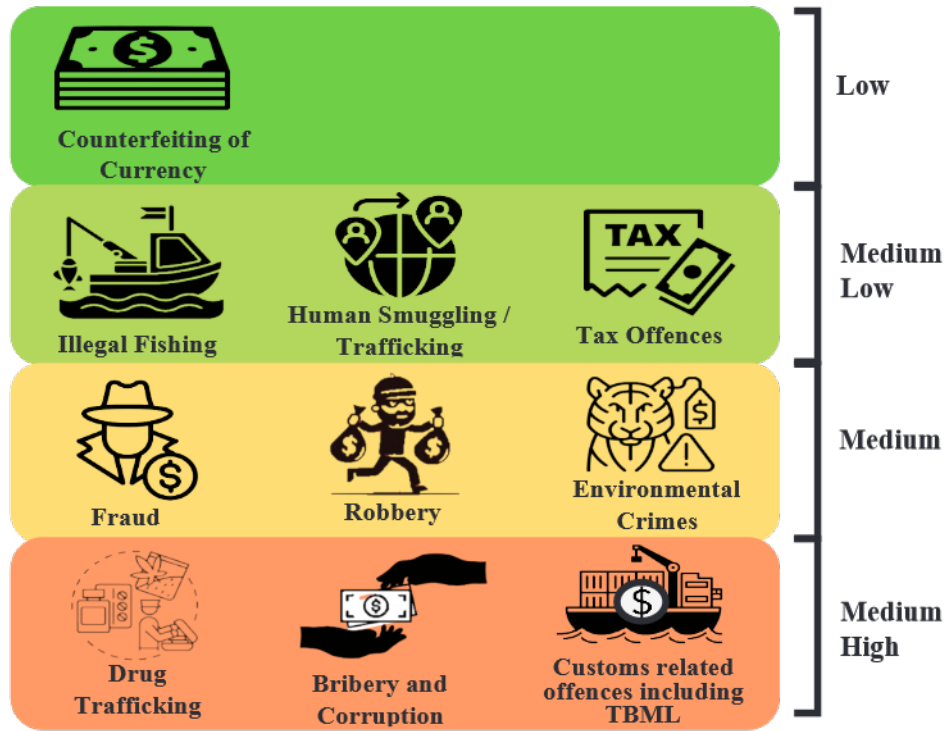 Counterfeiting of
Currency
Low
Illegal Fishing
Human Smuggling /
Trafficking
TAX
Tax Offences
Medium
Low
Fraud
Robbery
$
Environmental
Crimes
Medium
Drug
Trafficking
Bribery and
Corruption
$
Customs related
offences including
TBML
Medium
High